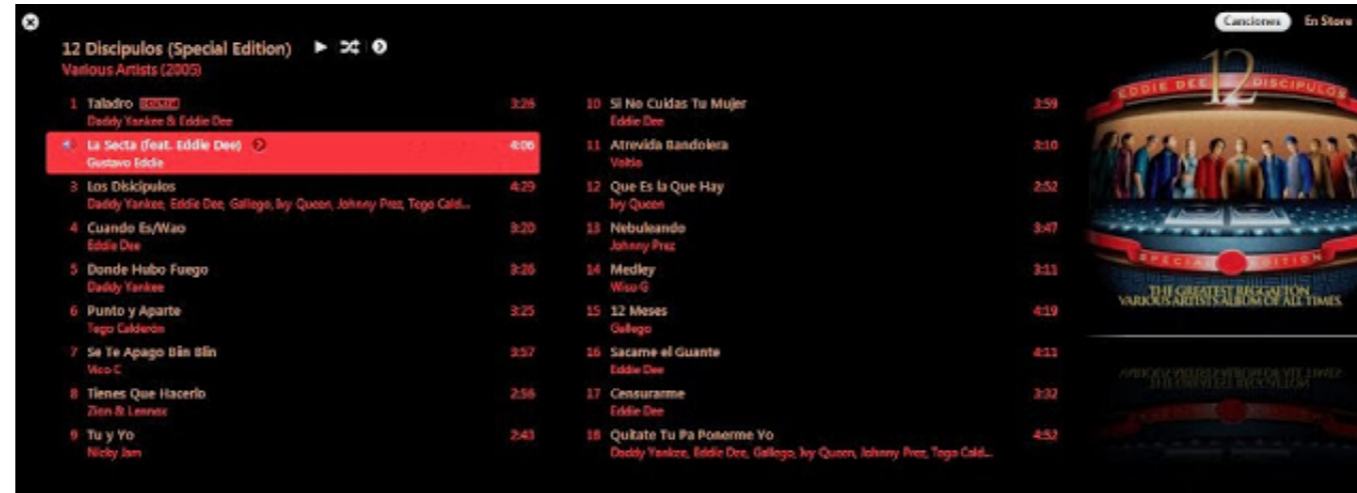 Canciones En Store
12 Discipulos (Special Edition)
Various Artists (2005)
1 Taladro EXPLICIT 3:26
Daddy Yankee & Eddie Dee
La Secta (feat. Eddie Dee) 4:06
Gustavo Eddie
3 Los Diskipulos 4:29
Daddy Yankee, Eddie Dee, Gallego, Ivy Queen, Johnny Prez, Tego Cald...
4 Cuando Es/Wao 3:20
Eddie Dee
5 Donde Hubo Fuego 3:26
Daddy Yankee
6 Punto y Aparte 3:25
Tego Calderón
7 Se Te Apago Bin Blin 3:57
Vico C
8 Tienes Que Hacerlo 2:56
Zion & Lennox
9 Tu y Yo 2:43
Nicky Jam
10 Si No Cuidas Tu Mujer 3:59
Eddie Dee
11 Atrevida Bandolera 3:10
Voltio
12 Que Es la Que Hay 2:52
Ivy Queen
13 Nebuleando 3:47
Johnny Prez
14 Medley 3:11
Wiso G
15 12 Meses 4:19
Gallego
16 Sacame el Guante 4:11
Eddie Dee
17 Censurarme 3:32
Eddie Dee
18 Quitate Tu Pa Ponerme Yo 4:52
Daddy Yankee, Eddie Dee, Gallego, Ivy Queen, Johnny Prez, Tego Cald...
12
EDDIE DEE DISCIPULOS
SPECIAL EDITION
THE GREATEST REGGAETÓN
VARIOUS ARTISTS ALBUM OF ALL TIMES.